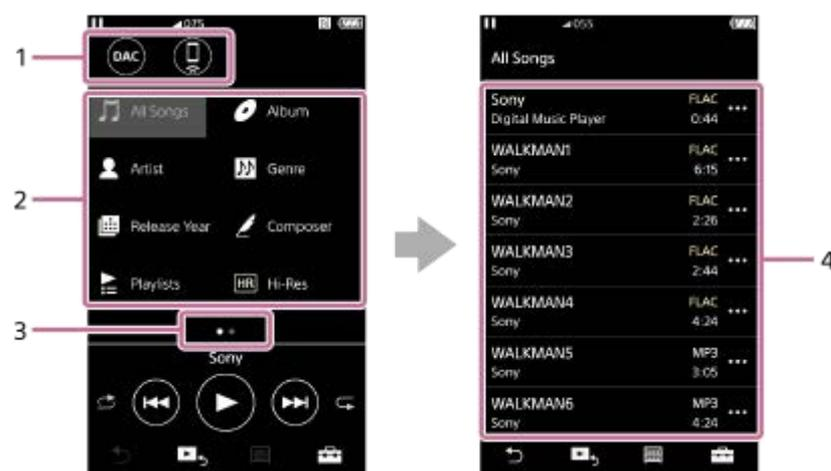 075
1
DAC
All Songs
Album
Artist
Genre
2
Release Year
Composer
Playlists
HR
Hi-Res
3
Sony
055
All Songs
Sony
FLAC
Digital Music Player
0:44
WALKMAN1
FLAC
Sony
6:15
WALKMAN2
FLAC
Sony
2:26
WALKMAN3
FLAC
Sony
2:44
4
WALKMAN4
FLAC
Sony
4:24
WALKMAN5
MP3
Sony
3:05
WALKMAN6
MP3
Sony
4:24